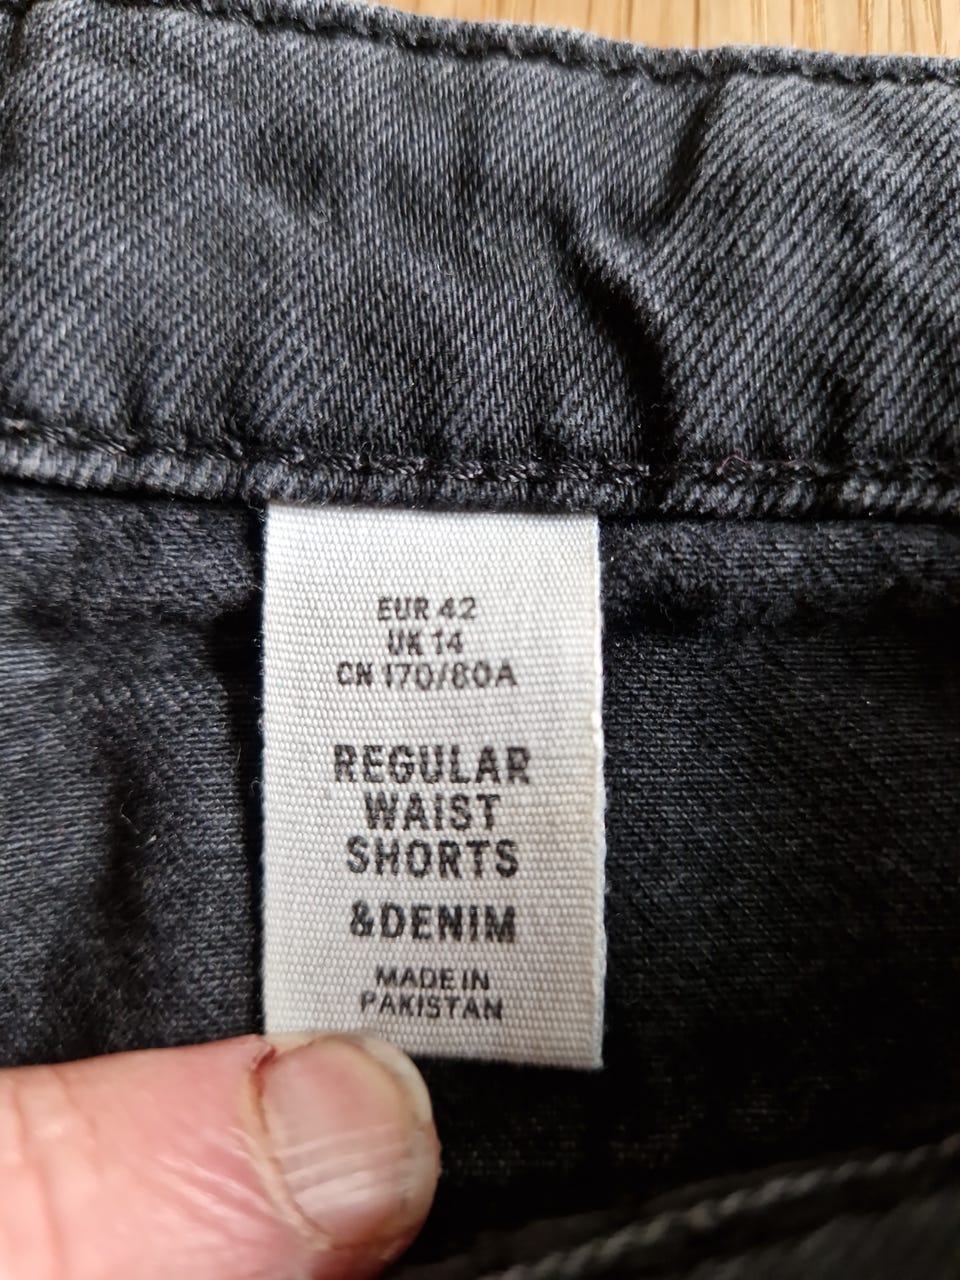 EUR 42
UK 14
CN 170/80A
REGULAR
WAIST
SHORTS
&DENIM
MADE IN
PAKISTAN